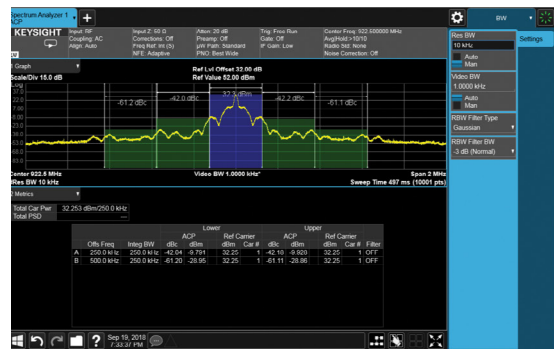 Spectrum Analyzer 1
ACP
+
BW
KEYSIGHT
Input: RF
Coupling: AC
Align: Auto
Input Z: 50 Ω
Corrections: Off
Freq Ref: Int (S)
NFE: Adaptive
Atten: 20 dB
Preamp: Off
µW Path: Standard
PNO: Best Wide
Trig: Free Run
Gate: Off
IF Gain: Low
Center Freq: 922.500000 MHz
Avg|Hold:>10/10
Radio Std: None
Noise Correction: Off
Graph
Scale/Div 15.0 dB
Ref Lvl Offset 32.00 dB
Ref Value 52.00 dBm
Log
37.0
22.0
-61.2 dBc
-42.0 dBc
32.3 dBm
-42.2 dBc
-61.1 dBc
Center 922.5 MHz
Res BW 10 kHz
Video BW 1.0000 kHz*
Span 2 MHz
Sweep Time 497 ms (10001 pts)
2 Metrics
Total Car Pwr 32.253 dBm/250.0 kHz
Total PSD ---
Lower Upper
ACP Ref Carrier ACP Ref Carrier
Offs Freq Integ BW dBc dBm dBm Car # dBc dBm dBm Car # Filter
A 250.0 kHz 250.0 kHz -42.04 -9.791 32.25 1 -42.18 -9.920 32.25 1 OFF
B 500.0 kHz 250.0 kHz -61.20 -28.95 32.25 1 -61.11 -28.86 32.25 1 OFF
Res BW
10 kHz
Auto
Man
Video BW
1.0000 kHz
Auto
Man
RBW Filter Type
Gaussian
RBW Filter BW
-3 dB (Normal)
Settings
?
Sep 19, 2018
7:33:37 PM